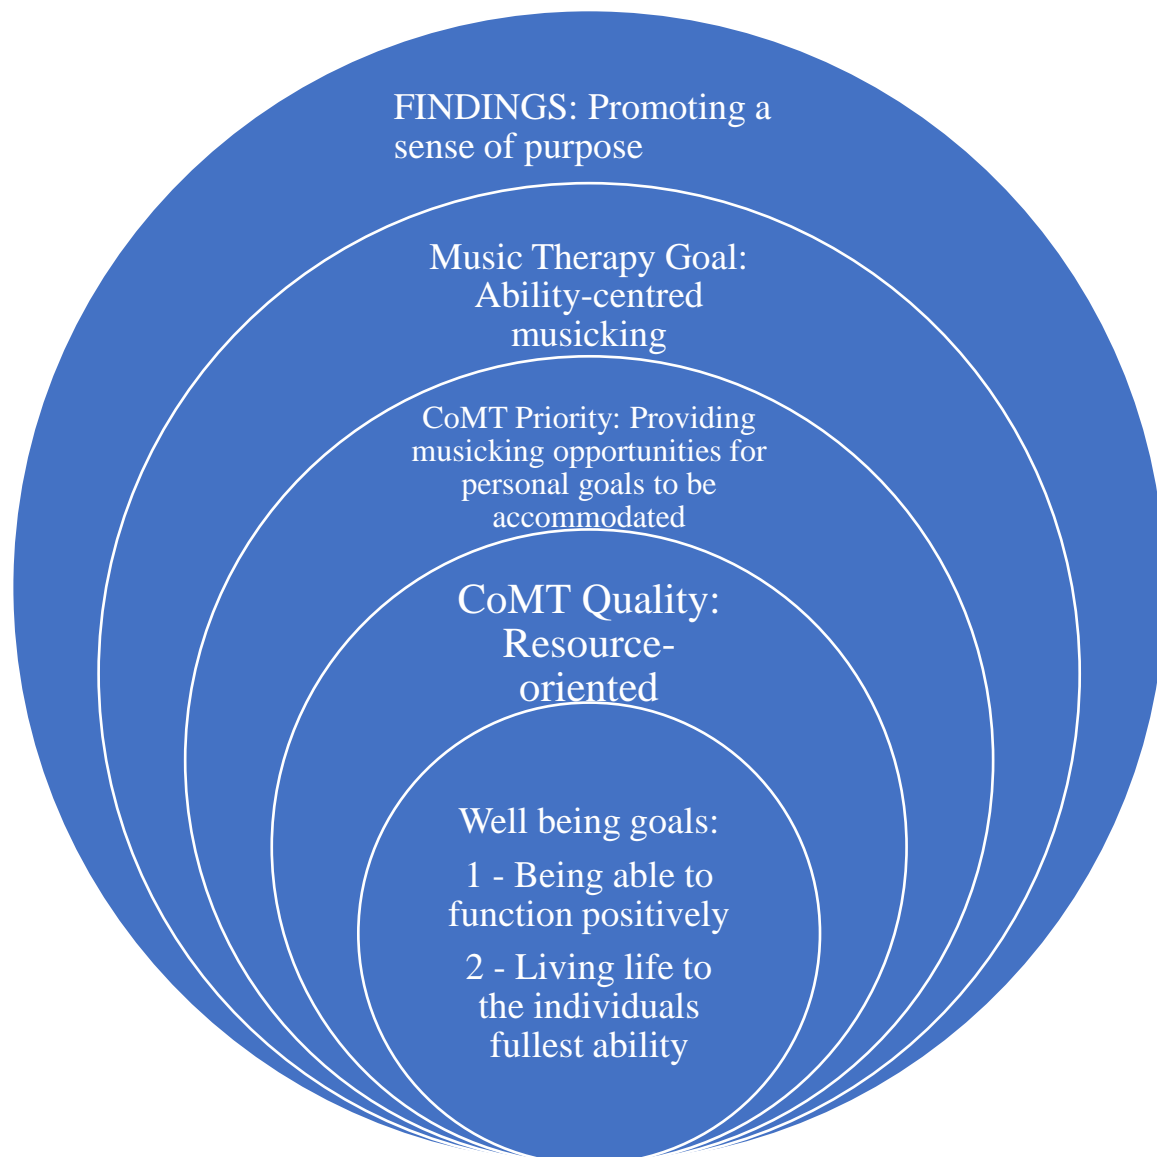 FINDINGS: Promoting a
sense of purpose
Music Therapy Goal:
Ability-centred
musicking
CoMT Priority: Providing
musicking opportunities for
personal goals to be
accommodated
CoMT Quality:
Resource-
oriented
Well being goals:
1 - Being able to
function positively
2 - Living life to
the individuals
fullest ability